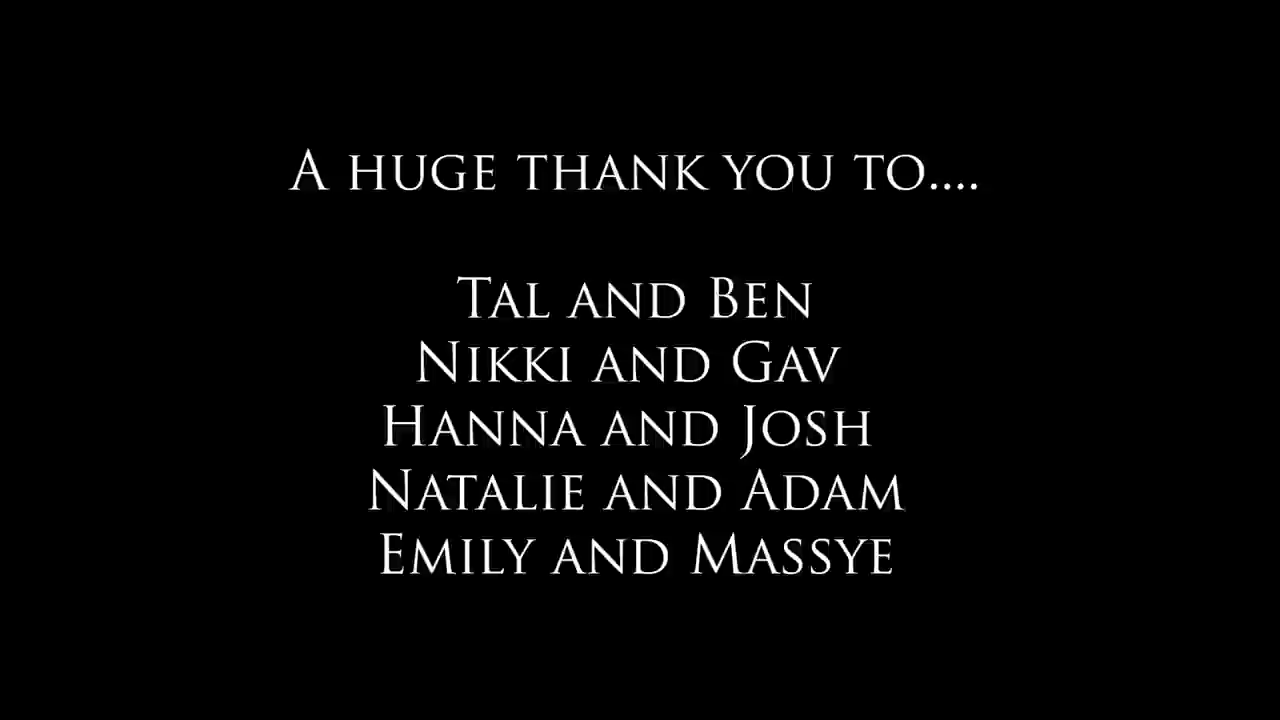 A HUGE THANK YOU TO....
TAL AND BEN
NIKKI AND GAV
HANNA AND JOSH
NATALIE AND ADAM
EMILY AND MASSYE